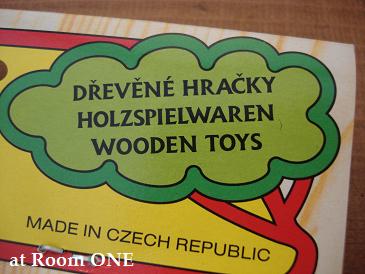 DŘEVĚNÉ HRAČKY
HOLZSPIELWAREN
WOODEN TOYS
MADE IN CZECH REPUBLIC
at Room ONE